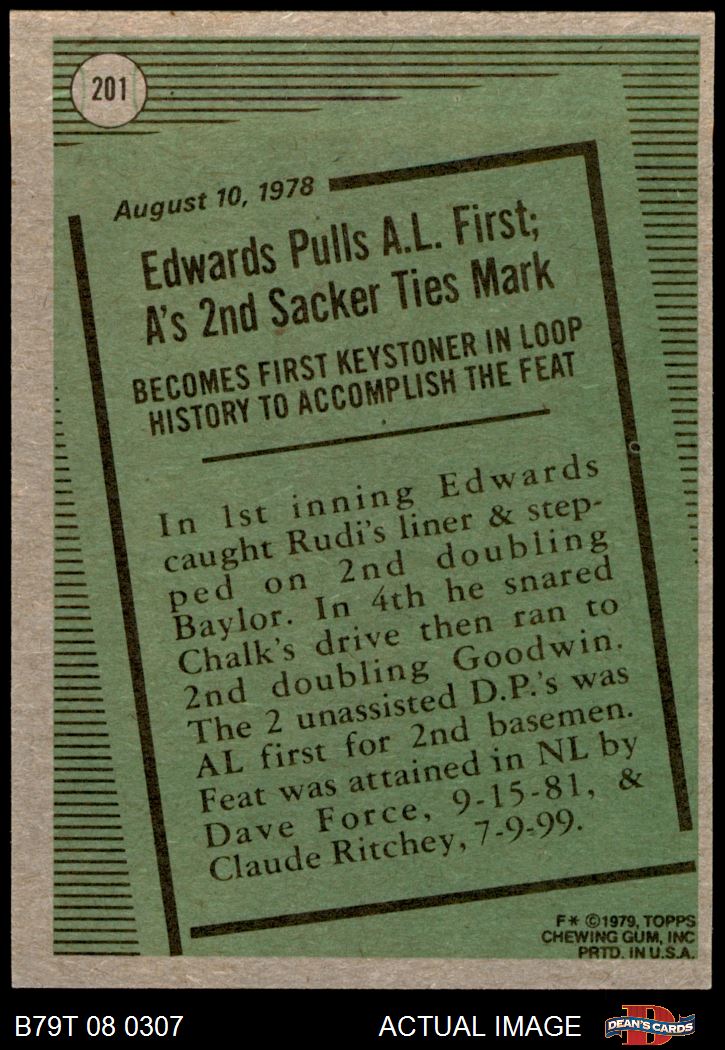 201
August 10, 1978
Edwards Pulls A.L. First;
A's 2nd Sacker Ties Mark
BECOMES FIRST KEYSTONER IN LOOP
HISTORY TO ACCOMPLISH THE FEAT
In 1st inning Edwards
caught Rudi's liner & step-
ped on 2nd doubling
Baylor. In 4th he snared
Chalk's drive then ran to
2nd doubling Goodwin.
The 2 unassisted D.P.'s was
AL first for 2nd basemen.
Feat was attained in NL by
Dave Force, 9-15-81, &
Claude Ritchey, 7-9-99.
F* ©1979, TOPPS
CHEWING GUM, INC
PRTD. IN U.S.A.
B79T 08 0307
ACTUAL IMAGE
DEAN'S CARDS